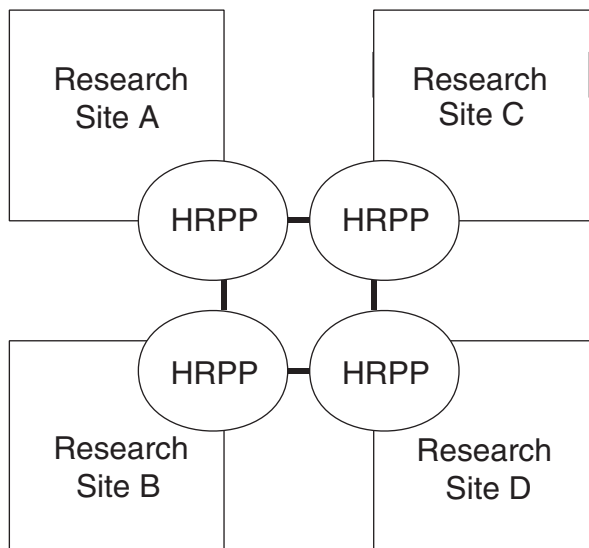 Research
Site A
Research
Site C
HRPP
HRPP
HRPP
HRPP
Research
Site B
Research
Site D